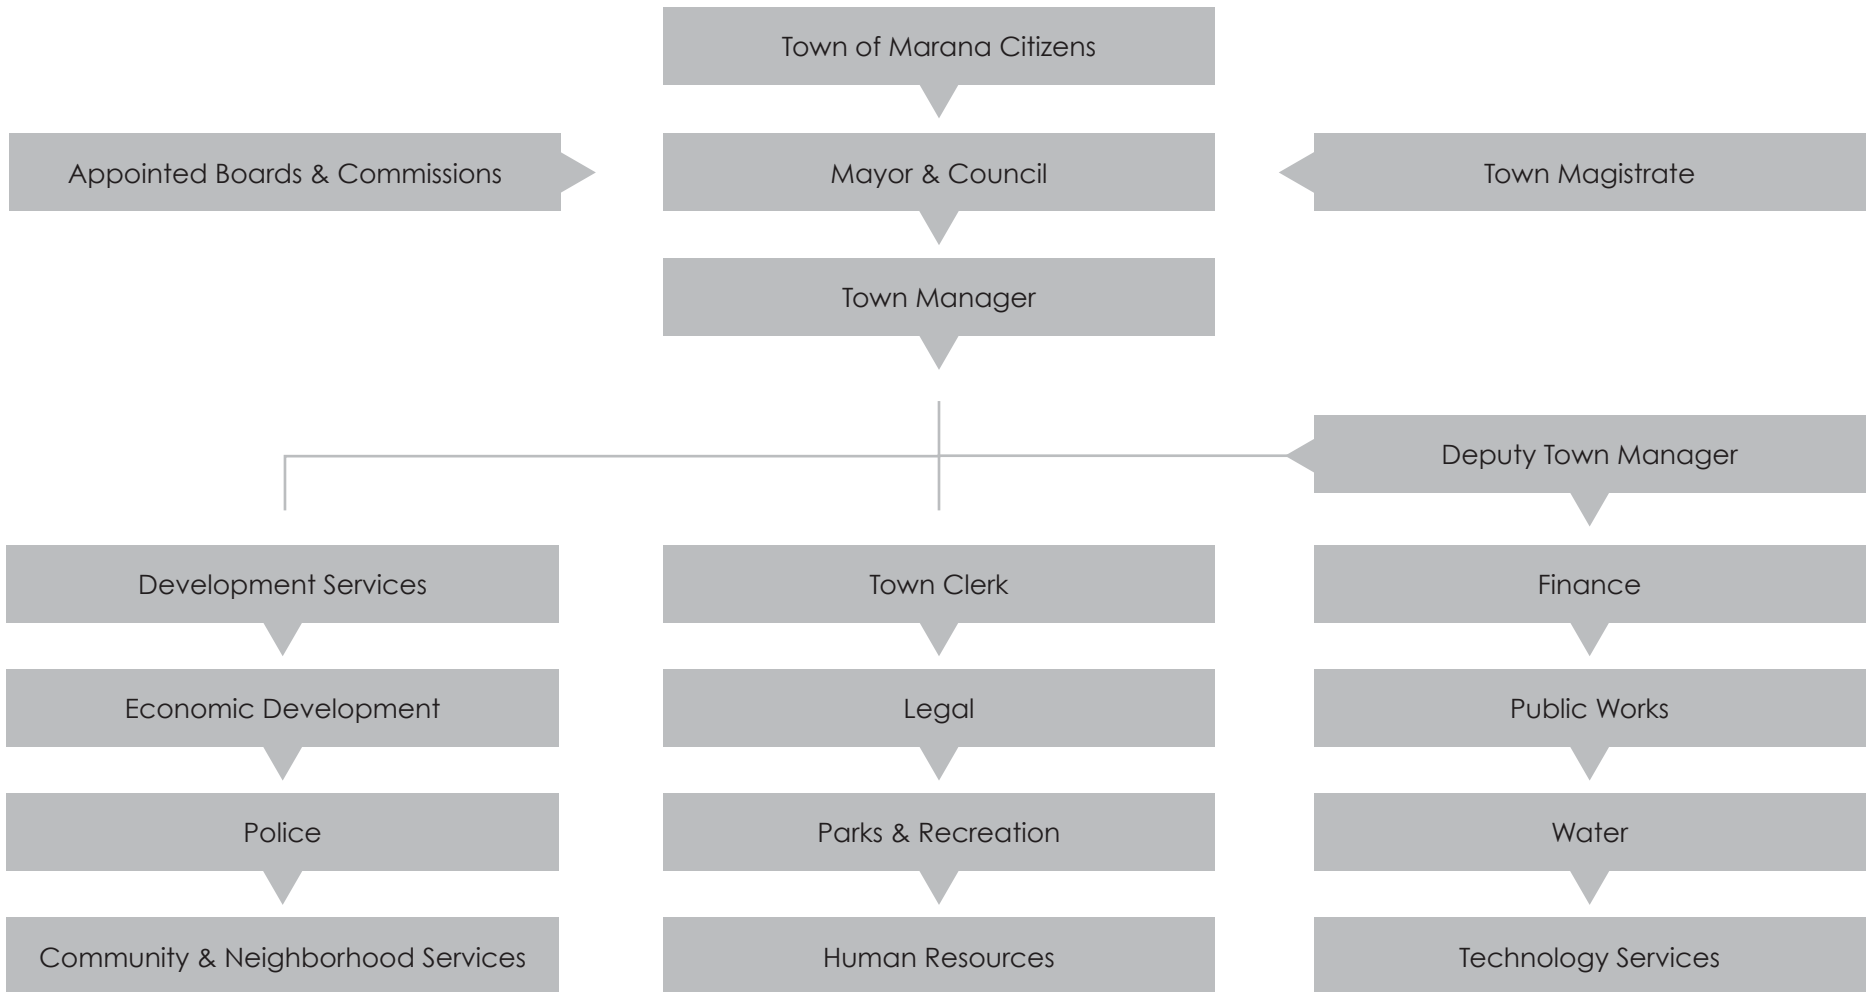 Town of Marana Citizens
Appointed Boards & Commissions
Mayor & Council
Town Magistrate
Town Manager
Deputy Town Manager
Development Services
Town Clerk
Finance
Economic Development
Legal
Public Works
Police
Parks & Recreation
Water
Community & Neighborhood Services
Human Resources
Technology Services